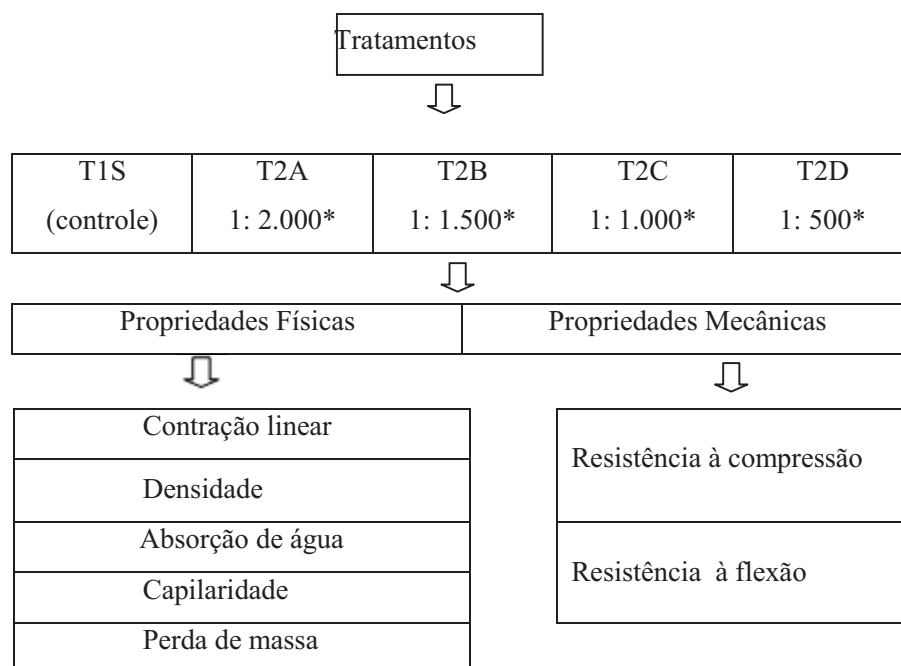 Tratamentos
T1S T2A T2B T2C T2D
(controle) 1: 2.000* 1: 1.500* 1: 1.000* 1: 500*
Propriedades Físicas Propriedades Mecânicas
Contração linear
Densidade
Absorção de água
Capilaridade
Perda de massa
Resistência à compressão
Resistência à flexão